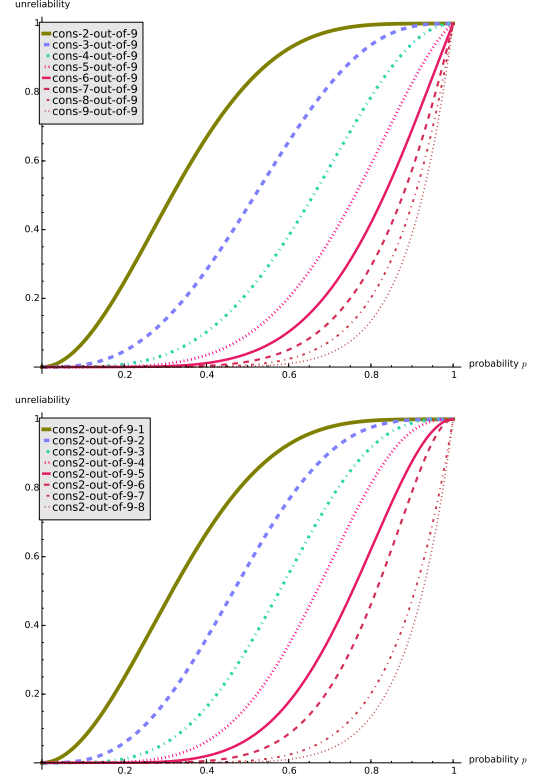 unreliability
1
cons-2-out-of-9
cons-3-out-of-9
cons-4-out-of-9
cons-5-out-of-9
cons-6-out-of-9
cons-7-out-of-9
cons-8-out-of-9
cons-9-out-of-9
0.8
0.6
0.4
0.2
0.2 0.4 0.6 0.8 1
probability p
unreliability
1
cons2-out-of-9-1
cons2-out-of-9-2
cons2-out-of-9-3
cons2-out-of-9-4
cons2-out-of-9-5
cons2-out-of-9-6
cons2-out-of-9-7
cons2-out-of-9-8
0.8
0.6
0.4
0.2
0.2 0.4 0.6 0.8 1
probability p